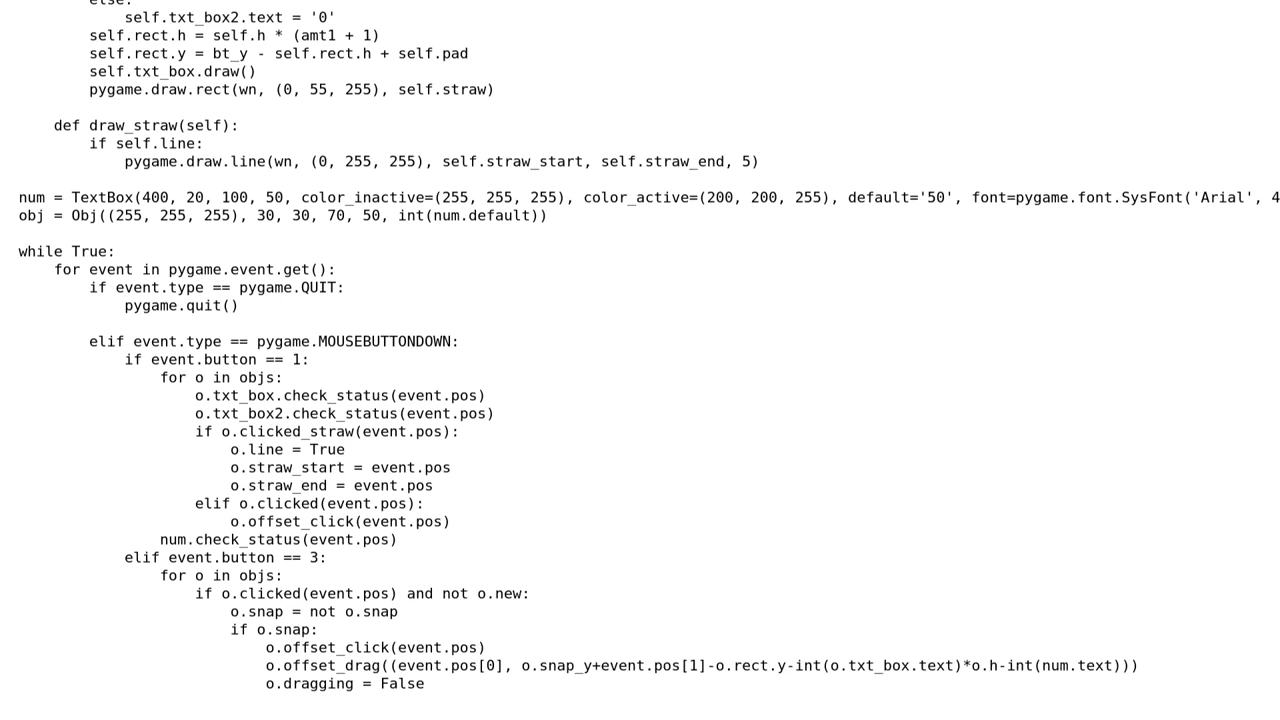 else:
                self.txt_box2.text = '0'
        self.rect.h = self.h * (amt1 + 1)
        self.rect.y = bt_y - self.rect.h + self.pad
        self.txt_box.draw()
        pygame.draw.rect(wn, (0, 55, 255), self.straw)

    def draw_straw(self):
        if self.line:
            pygame.draw.line(wn, (0, 255, 255), self.straw_start, self.straw_end, 5)

num = TextBox(400, 20, 100, 50, color_inactive=(255, 255, 255), color_active=(200, 200, 255), default='50', font=pygame.font.SysFont('Arial', 4
obj = Obj((255, 255, 255), 30, 30, 70, 50, int(num.default))

while True:
    for event in pygame.event.get():
        if event.type == pygame.QUIT:
            pygame.quit()

        elif event.type == pygame.MOUSEBUTTONDOWN:
            if event.button == 1:
                for o in objs:
                    o.txt_box.check_status(event.pos)
                    o.txt_box2.check_status(event.pos)
                    if o.clicked_straw(event.pos):
                        o.line = True
                        o.straw_start = event.pos
                        o.straw_end = event.pos
                    elif o.clicked(event.pos):
                        o.offset_click(event.pos)
                num.check_status(event.pos)
            elif event.button == 3:
                for o in objs:
                    if o.clicked(event.pos) and not o.new:
                        o.snap = not o.snap
                        if o.snap:
                            o.offset_click(event.pos)
                            o.offset_drag((event.pos[0], o.snap_y+event.pos[1]-o.rect.y-int(o.txt_box.text)*o.h-int(num.text)))
                            o.dragging = False